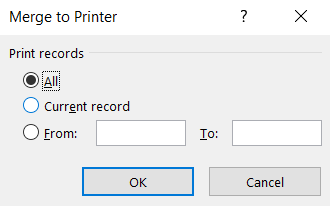 Merge to Printer
Print records
All
Current record
From: To:
OK Cancel